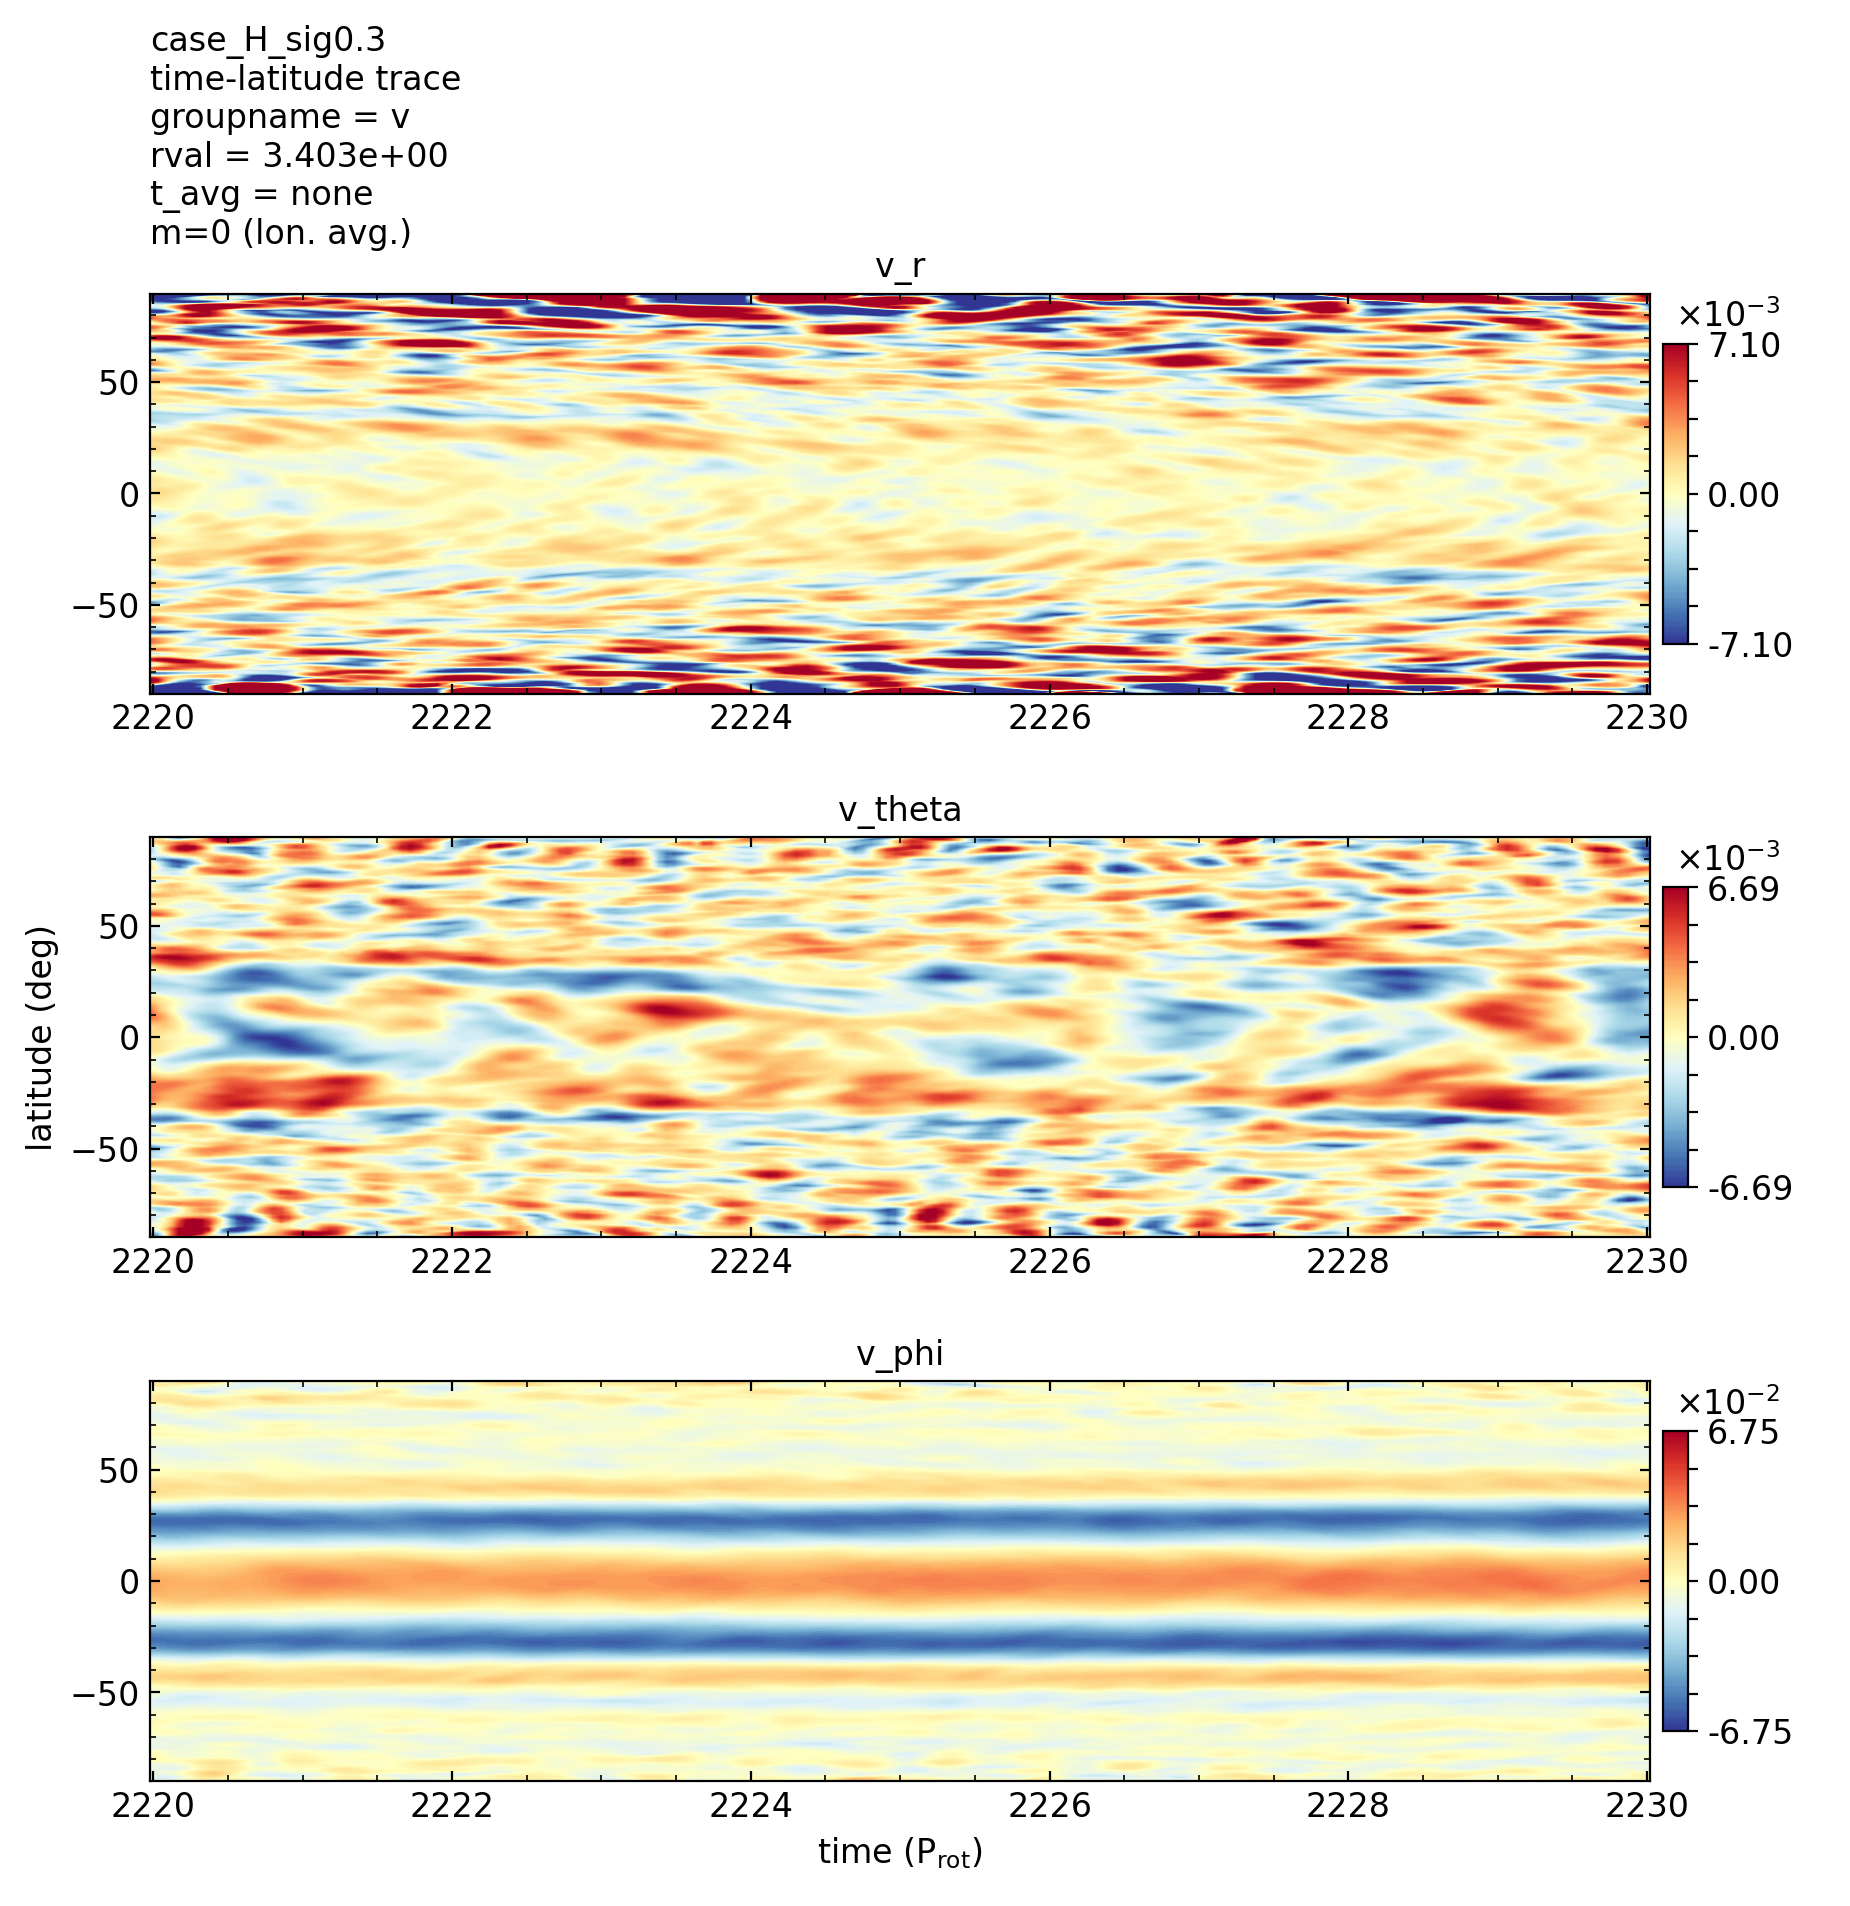 case_H_sig0.3
time-latitude trace
groupname = v
rval = 3.403e+00
t_avg = none
m=0 (lon. avg.)
v_r
×10⁻³
7.10
0.00
-7.10
50
0
−50
2220 2222 2224 2226 2228 2230
v_theta
×10⁻³
6.69
0.00
-6.69
latitude (deg)
50
0
−50
2220 2222 2224 2226 2228 2230
v_phi
×10⁻²
6.75
0.00
-6.75
50
0
−50
2220 2222 2224 2226 2228 2230
time (P_rot)